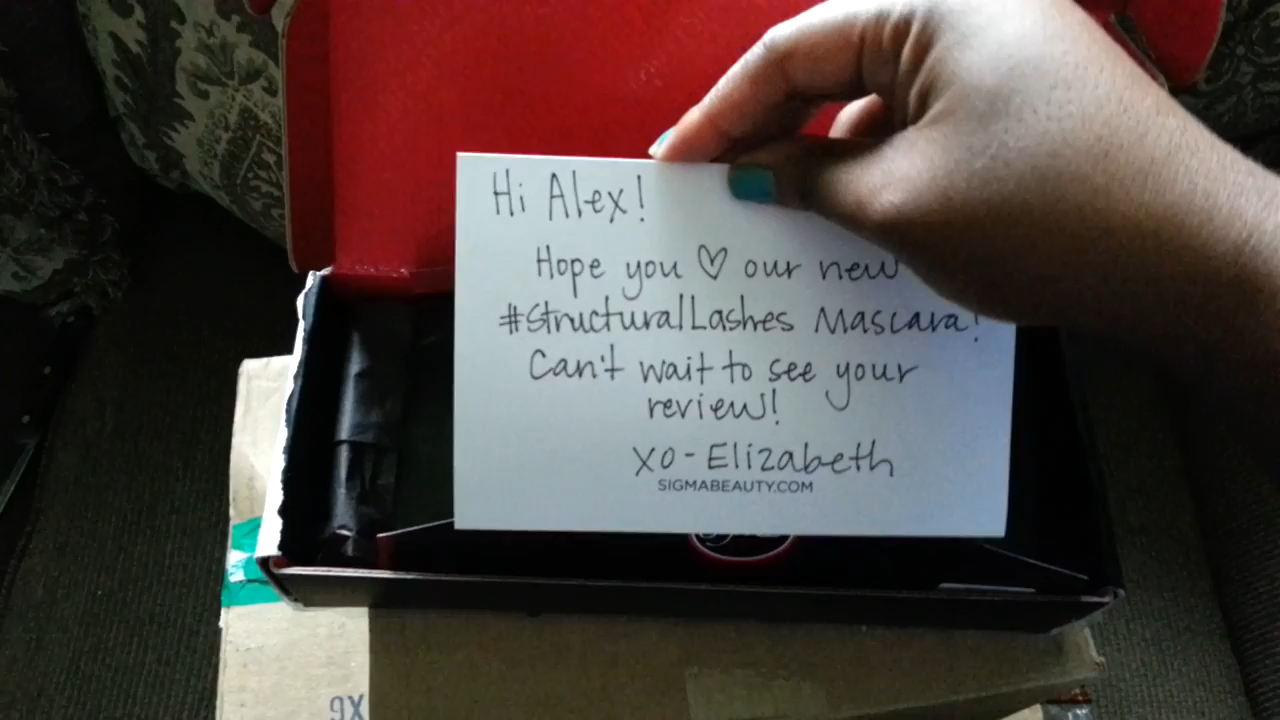 Hi Alex!
Hope you ♡ our new
#StructuralLashes Mascara!
Can't wait to see your
review!
xo - Elizabeth
SIGMABEAUTY.COM